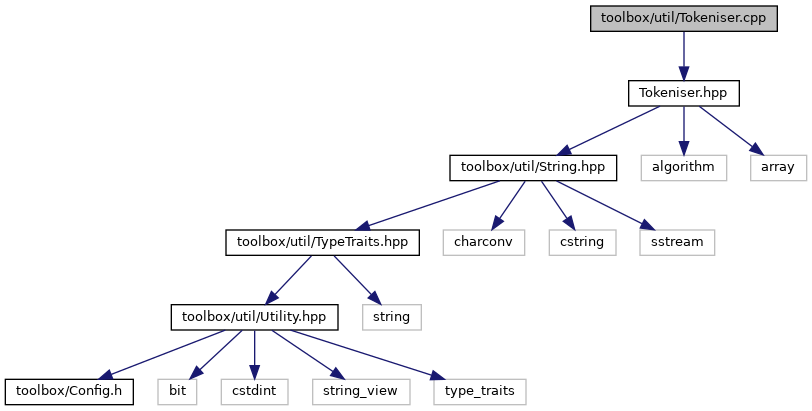 toolbox/util/Tokeniser.cpp
Tokeniser.hpp
toolbox/util/String.hpp
algorithm
array
toolbox/util/TypeTraits.hpp
charconv
cstring
sstream
toolbox/util/Utility.hpp
string
toolbox/Config.h
bit
cstdint
string_view
type_traits